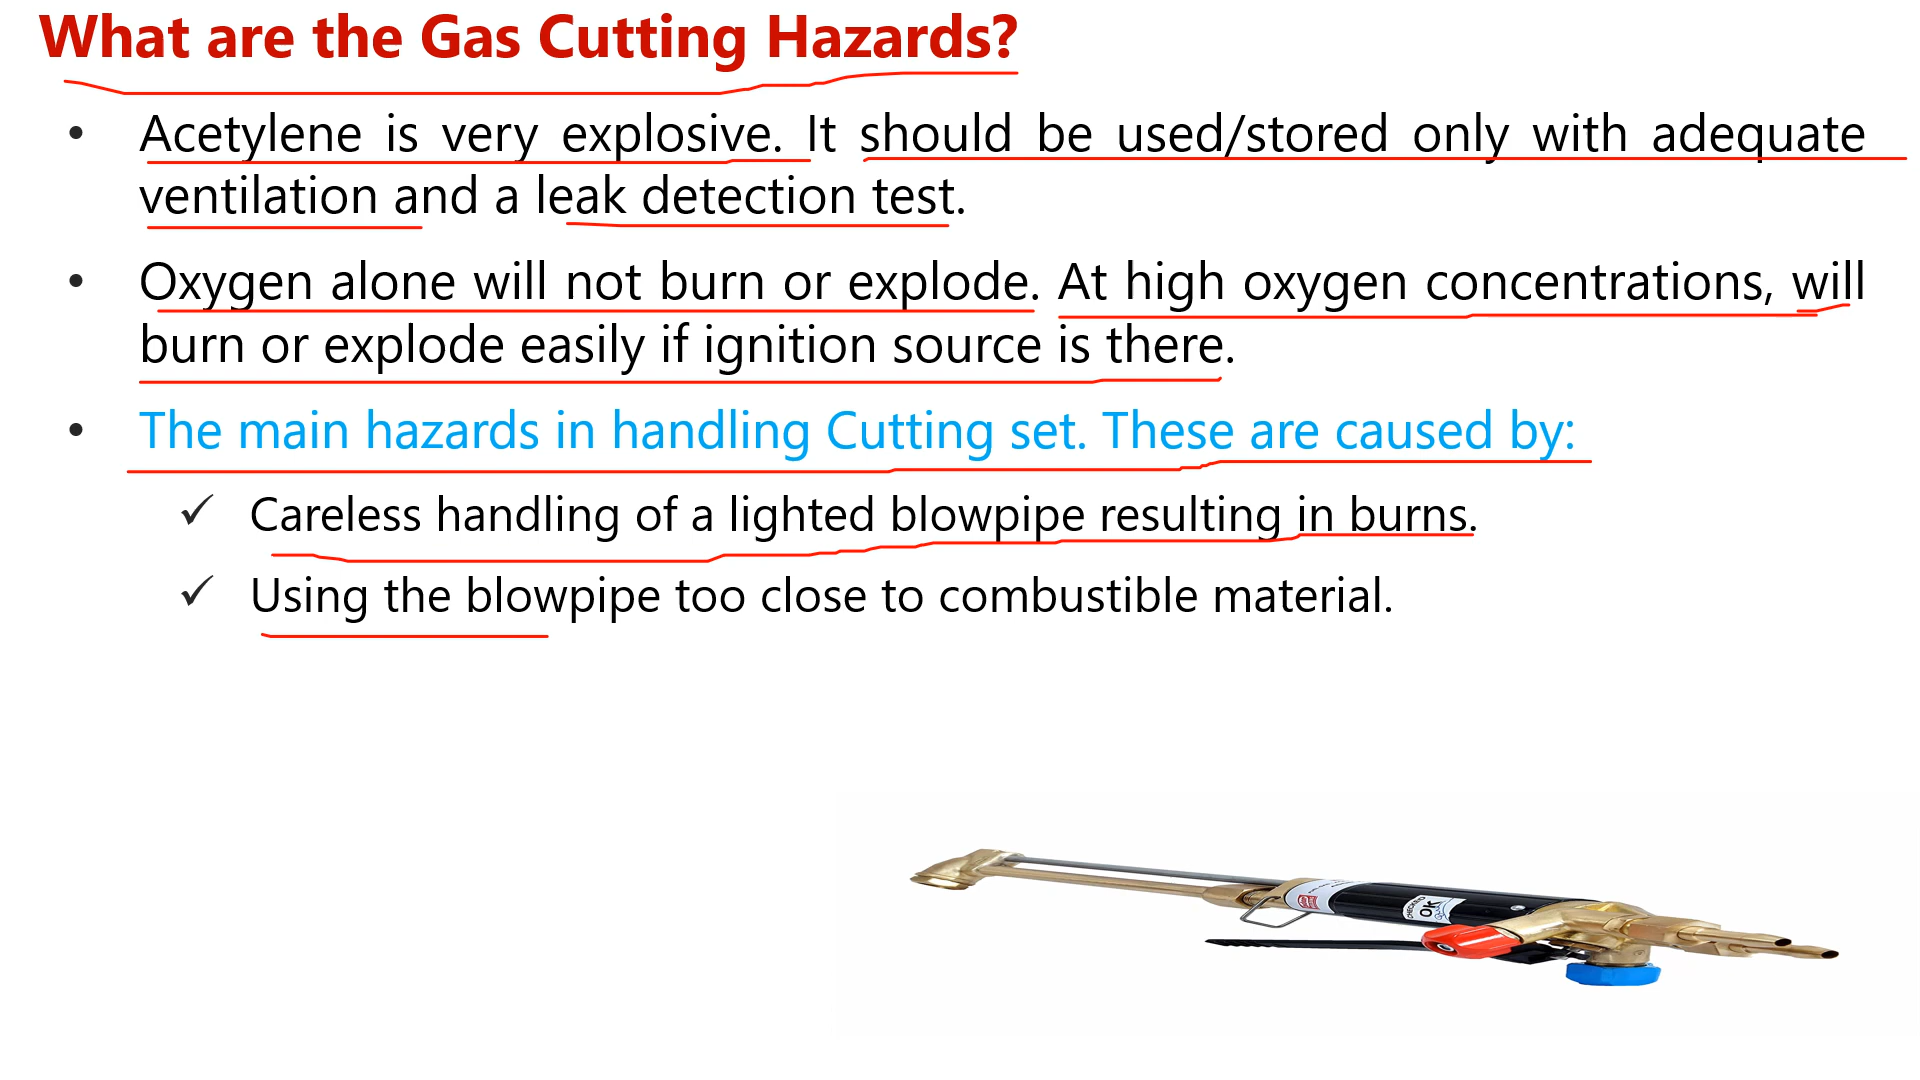 What are the Gas Cutting Hazards?
• Acetylene is very explosive. It should be used/stored only with adequate
ventilation and a leak detection test.
• Oxygen alone will not burn or explode. At high oxygen concentrations, will
burn or explode easily if ignition source is there.
• The main hazards in handling Cutting set. These are caused by:
✓ Careless handling of a lighted blowpipe resulting in burns.
✓ Using the blowpipe too close to combustible material.
OK